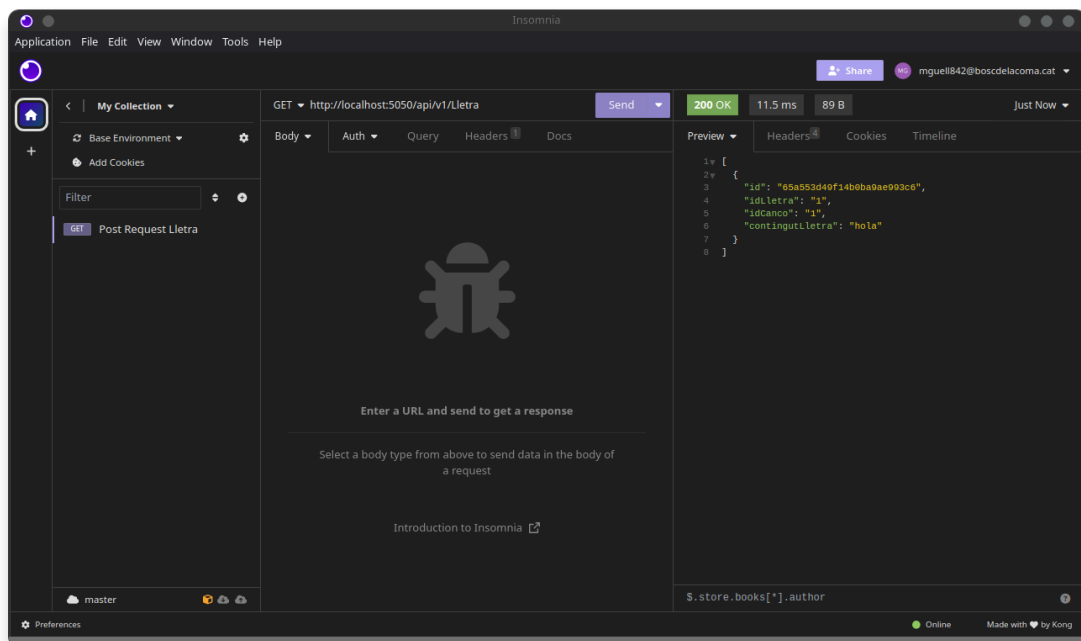 Insomnia
Application File Edit View Window Tools Help
Share MG mguell842@boscdelacoma.cat
My Collection
GET http://localhost:5050/api/v1/Lletra Send
200 OK 11.5 ms 89 B Just Now
Base Environment
Add Cookies
Body Auth Query Headers 1 Docs
Preview Headers 4 Cookies Timeline
Filter
GET Post Request Lletra
1 [
2 {
3 "id": "65a553d49f14b0ba9ae993c6",
4 "idLletra": "1",
5 "idCanco": "1",
6 "contingutLletra": "hola"
7 }
8 ]
Enter a URL and send to get a response
Select a body type from above to send data in the body of
a request
Introduction to Insomnia
master
$.store.books[*].author
Preferences
Online Made with by Kong